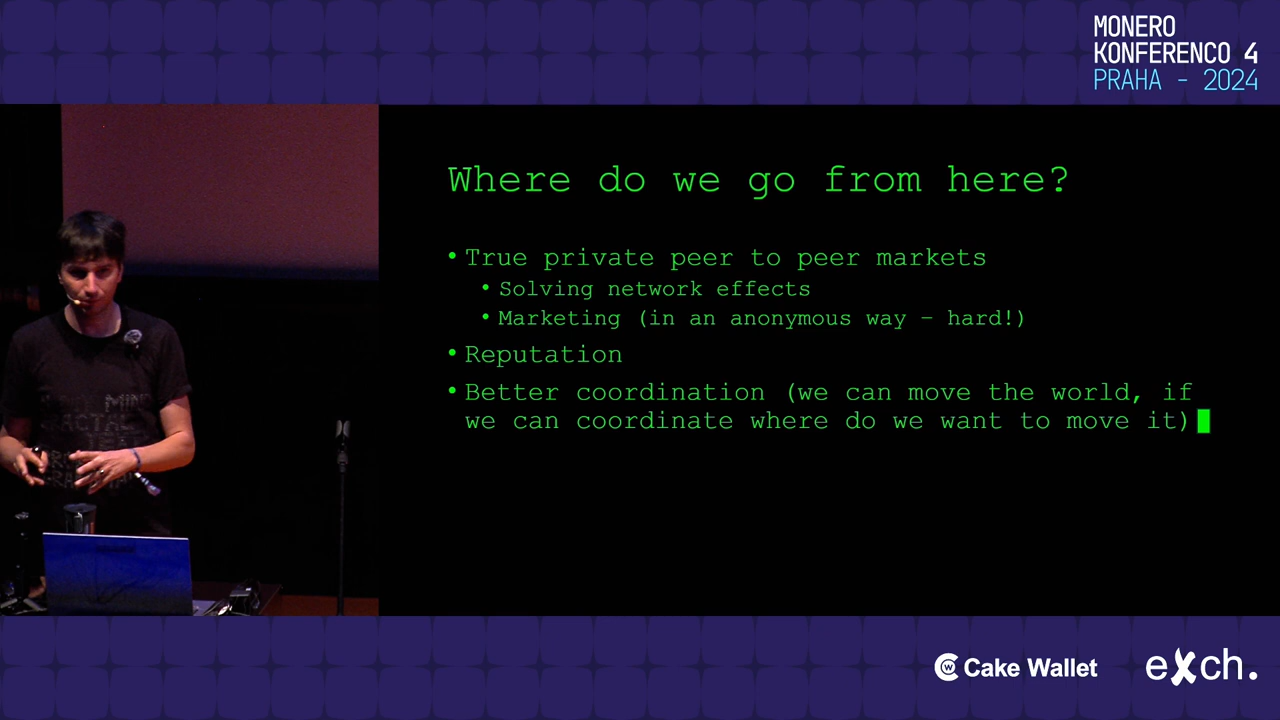 MONERO
KONFERENCO 4
PRAHA - 2024
Where do we go from here?
• True private peer to peer markets
• Solving network effects
• Marketing (in an anonymous way – hard!)
• Reputation
• Better coordination (we can move the world, if
we can coordinate where do we want to move it)
Cake Wallet
eXch.